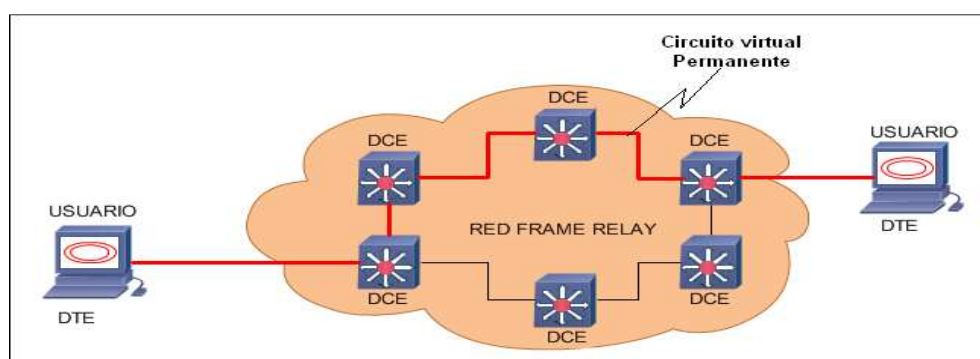 Circuito virtual
Permanente
DCE
DCE
DCE
USUARIO
USUARIO
RED FRAME RELAY
DTE
DCE
DCE
DTE
DCE